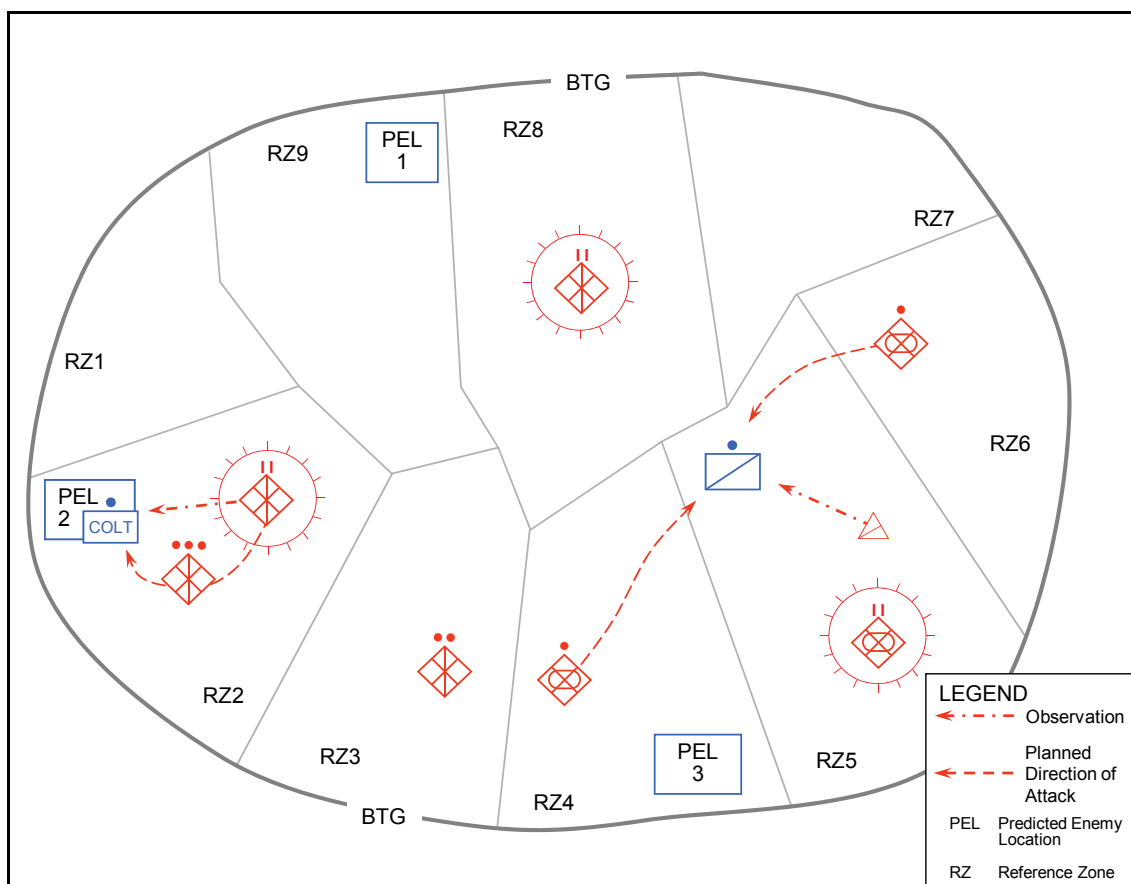 BTG
RZ8
PEL
1
RZ9
RZ7
RZ1
RZ6
PEL
2
COLT
RZ2
RZ3
PEL
3
RZ5
RZ4
BTG
LEGEND
Observation
Planned
Direction of
Attack
PEL Predicted Enemy
Location
RZ Reference Zone